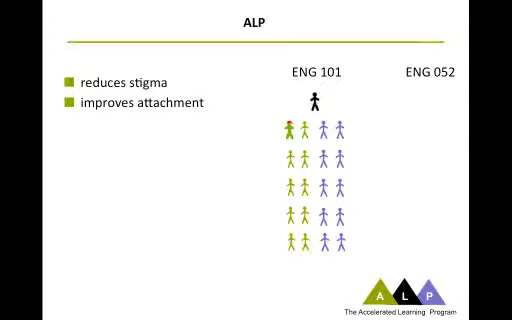 ALP
ENG 101
ENG 052
reduces stigma
improves attachment
A L P
The Accelerated Learning Program